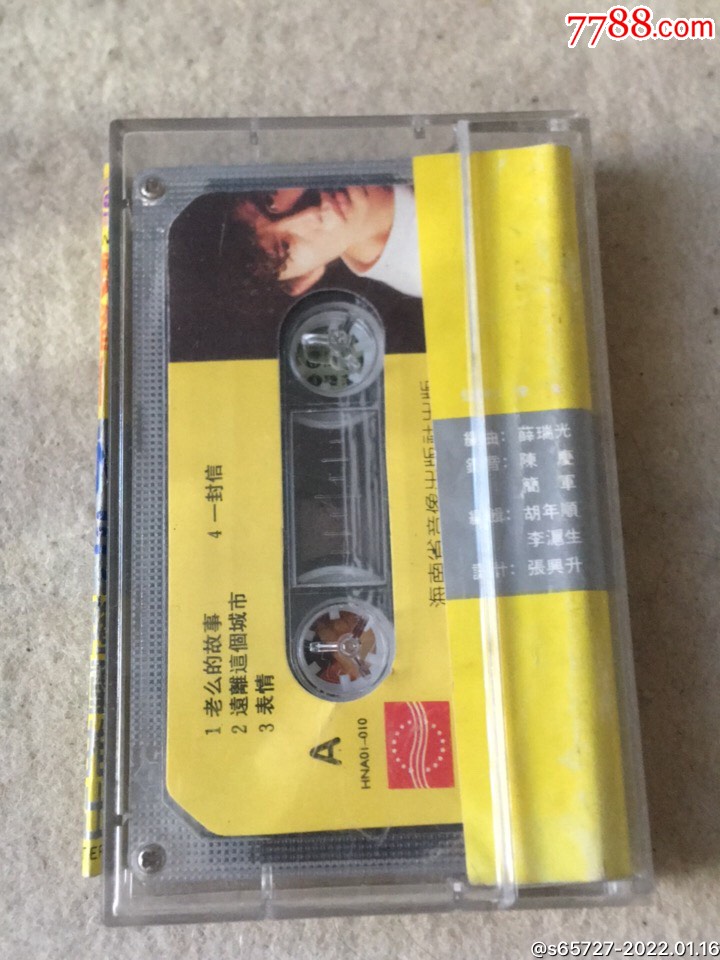 7788.com
編曲：薛瑞光
錄音：陳 慶
簡 軍
編輯：胡年順
李滬生
設計：張興升
海南省音像出版社出版
1 老么的故事
2 遠離這個城市
3 表情
4 一封信
A
HNA01-010
@s65727-2022.01.16